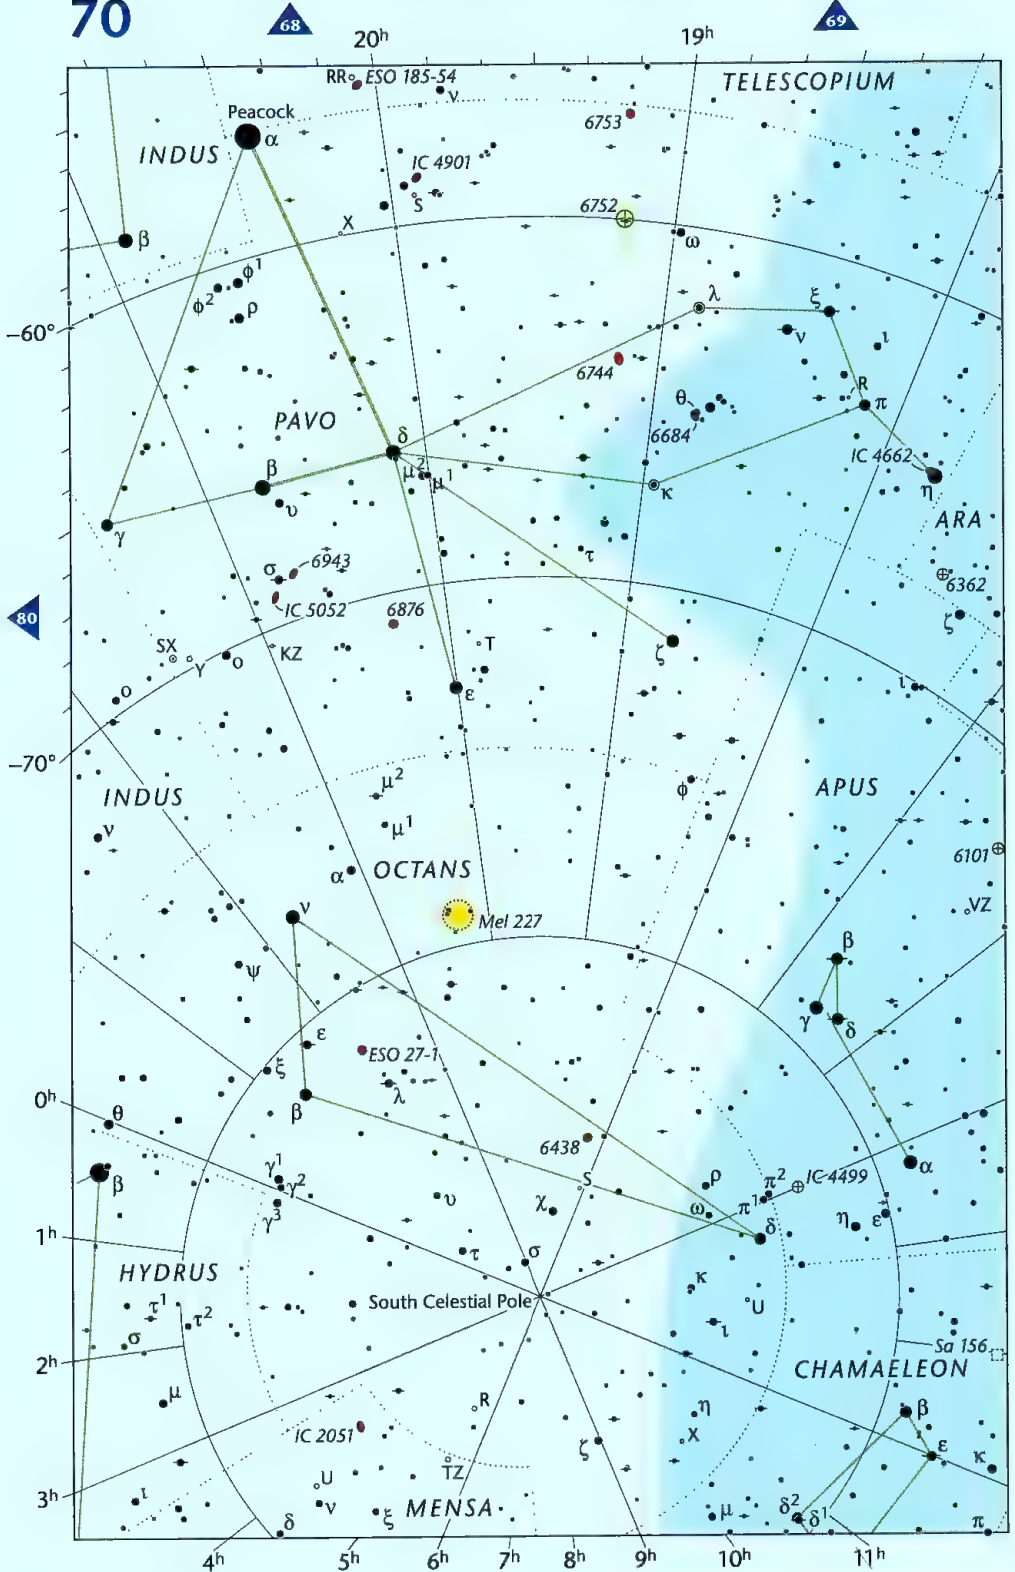 70
68
20h
19h
69
RR ESO 185-54
ν
TELESCOPIUM
Peacock
α
6753
INDUS
IC 4901
S
6752
X
ω
β
ϕ1
ϕ2
ρ
λ
ξ
ν
ι
–60°
6744
R
θ
π
PAVO
δ
6684
IC 4662
μ2
μ1
β
κ
η
υ
ARA
γ
τ
6943
σ
6362
IC 5052
6876
80
ζ
SX
Y
ο
KZ
T
ζ
ε
ι
ο
–70°
INDUS
μ2
ϕ
APUS
ν
μ1
6101
α
OCTANS
ν
Mel 227
VZ
β
ψ
γ
δ
ε
ESO 27-1
ξ
λ
0h
θ
β
6438
α
β
γ1
γ2
γ3
S
ρ
π2
IC 4499
υ
χ
π1
ω
δ
η
ε
1h
τ
σ
HYDRUS
κ
South Celestial Pole
U
τ1
τ2
ι
σ
Sa 156
2h
CHAMAELEON
μ
R
η
β
IC 2051
ζ
X
ε
κ
TZ
U
3h
ι
ν
MENSA
ξ
μ
δ2
δ1
π
δ
4h
5h
6h
7h
8h
9h
10h
11h